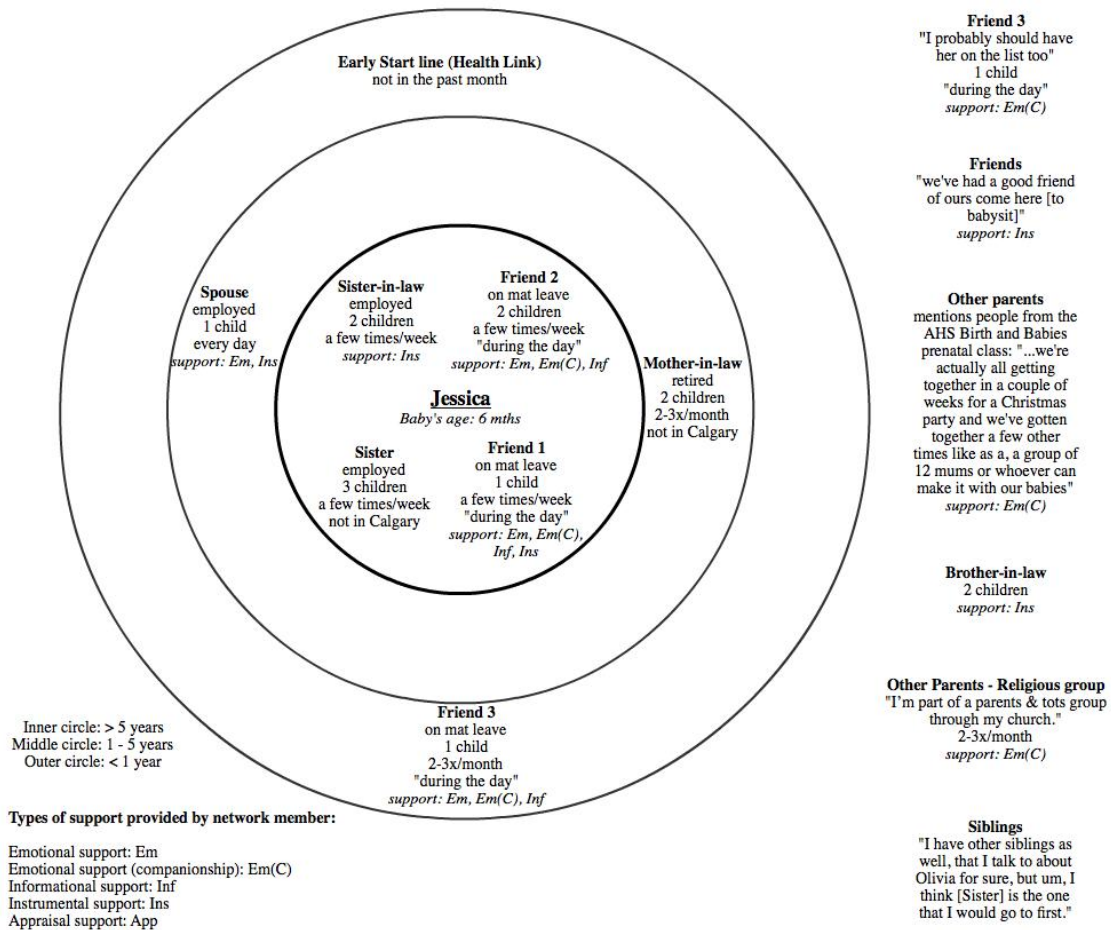 Early Start line (Health Link)
not in the past month
Spouse
employed
1 child
every day
support: Em, Ins
Sister-in-law
employed
2 children
a few times/week
support: Ins
Friend 2
on mat leave
2 children
a few times/week
"during the day"
support: Em, Em(C), Inf
Mother-in-law
retired
2 children
2-3x/month
not in Calgary
Jessica
Baby's age: 6 mths
Sister
employed
3 children
a few times/week
not in Calgary
Friend 1
on mat leave
1 child
a few times/week
"during the day"
support: Em, Em(C),
Inf, Ins
Friend 3
on mat leave
1 child
2-3x/month
"during the day"
support: Em, Em(C), Inf
Inner circle: > 5 years
Middle circle: 1 - 5 years
Outer circle: < 1 year
Types of support provided by network member:
Emotional support: Em
Emotional support (companionship): Em(C)
Informational support: Inf
Instrumental support: Ins
Appraisal support: App
Friend 3
"I probably should have
her on the list too"
1 child
"during the day"
support: Em(C)
Friends
"we've had a good friend
of ours come here [to
babysit]"
support: Ins
Other parents
mentions people from the
AHS Birth and Babies
prenatal class: "...we're
actually all getting
together in a couple of
weeks for a Christmas
party and we've gotten
together a few other
times like as a, a group of
12 mums or whoever can
make it with our babies"
support: Em(C)
Brother-in-law
2 children
support: Ins
Other Parents - Religious group
"I'm part of a parents & tots group
through my church."
2-3x/month
support: Em(C)
Siblings
"I have other siblings as
well, that I talk to about
Olivia for sure, but um, I
think [Sister] is the one
that I would go to first."